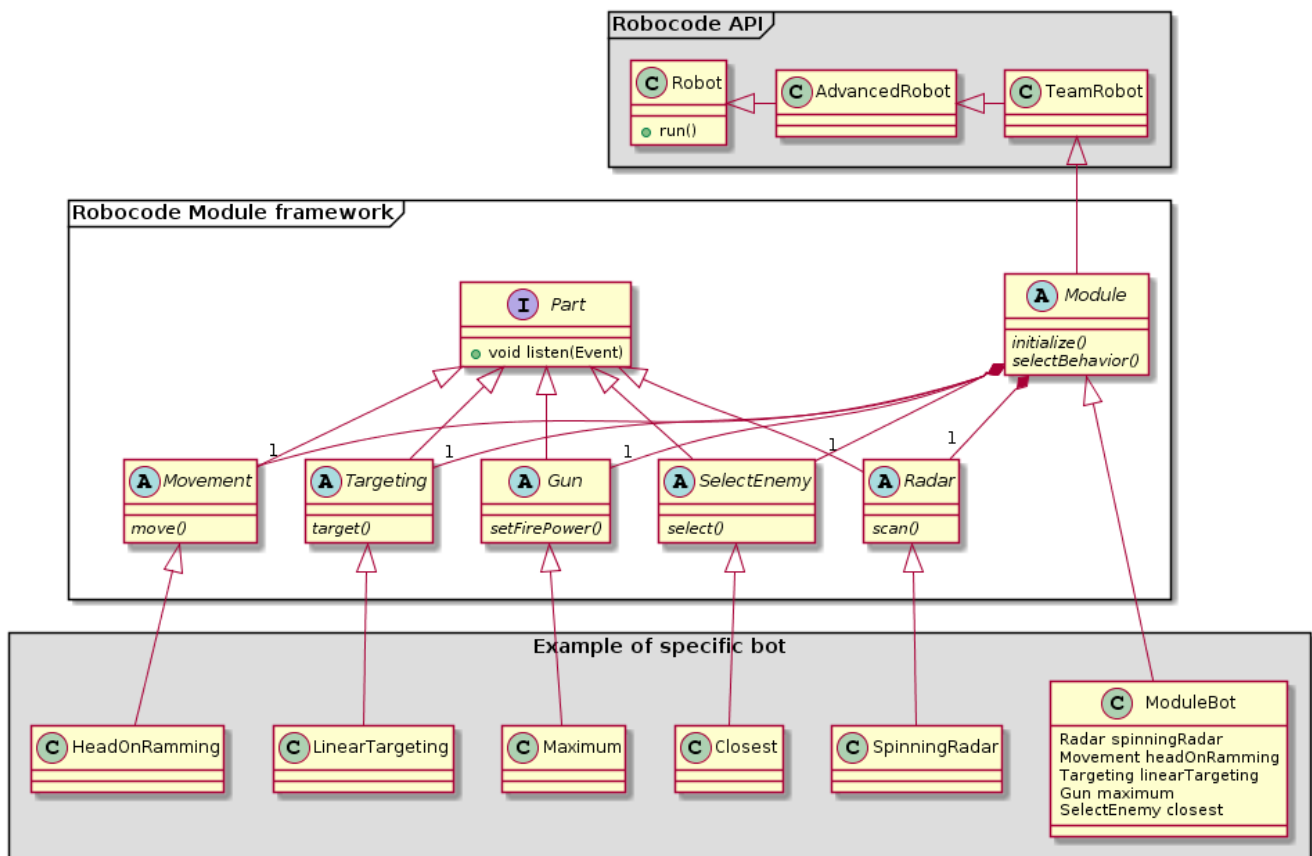 Robocode API
C Robot
run()
C AdvancedRobot
C TeamRobot
Robocode Module framework
I Part
void listen(Event)
A Module
initialize()
selectBehavior()
1
1
1
1
1
A Movement
move()
A Targeting
target()
A Gun
setFirePower()
A SelectEnemy
select()
A Radar
scan()
Example of specific bot
C HeadOnRamming
C LinearTargeting
C Maximum
C Closest
C SpinningRadar
C ModuleBot
Radar spinningRadar
Movement headOnRamming
Targeting linearTargeting
Gun maximum
SelectEnemy closest